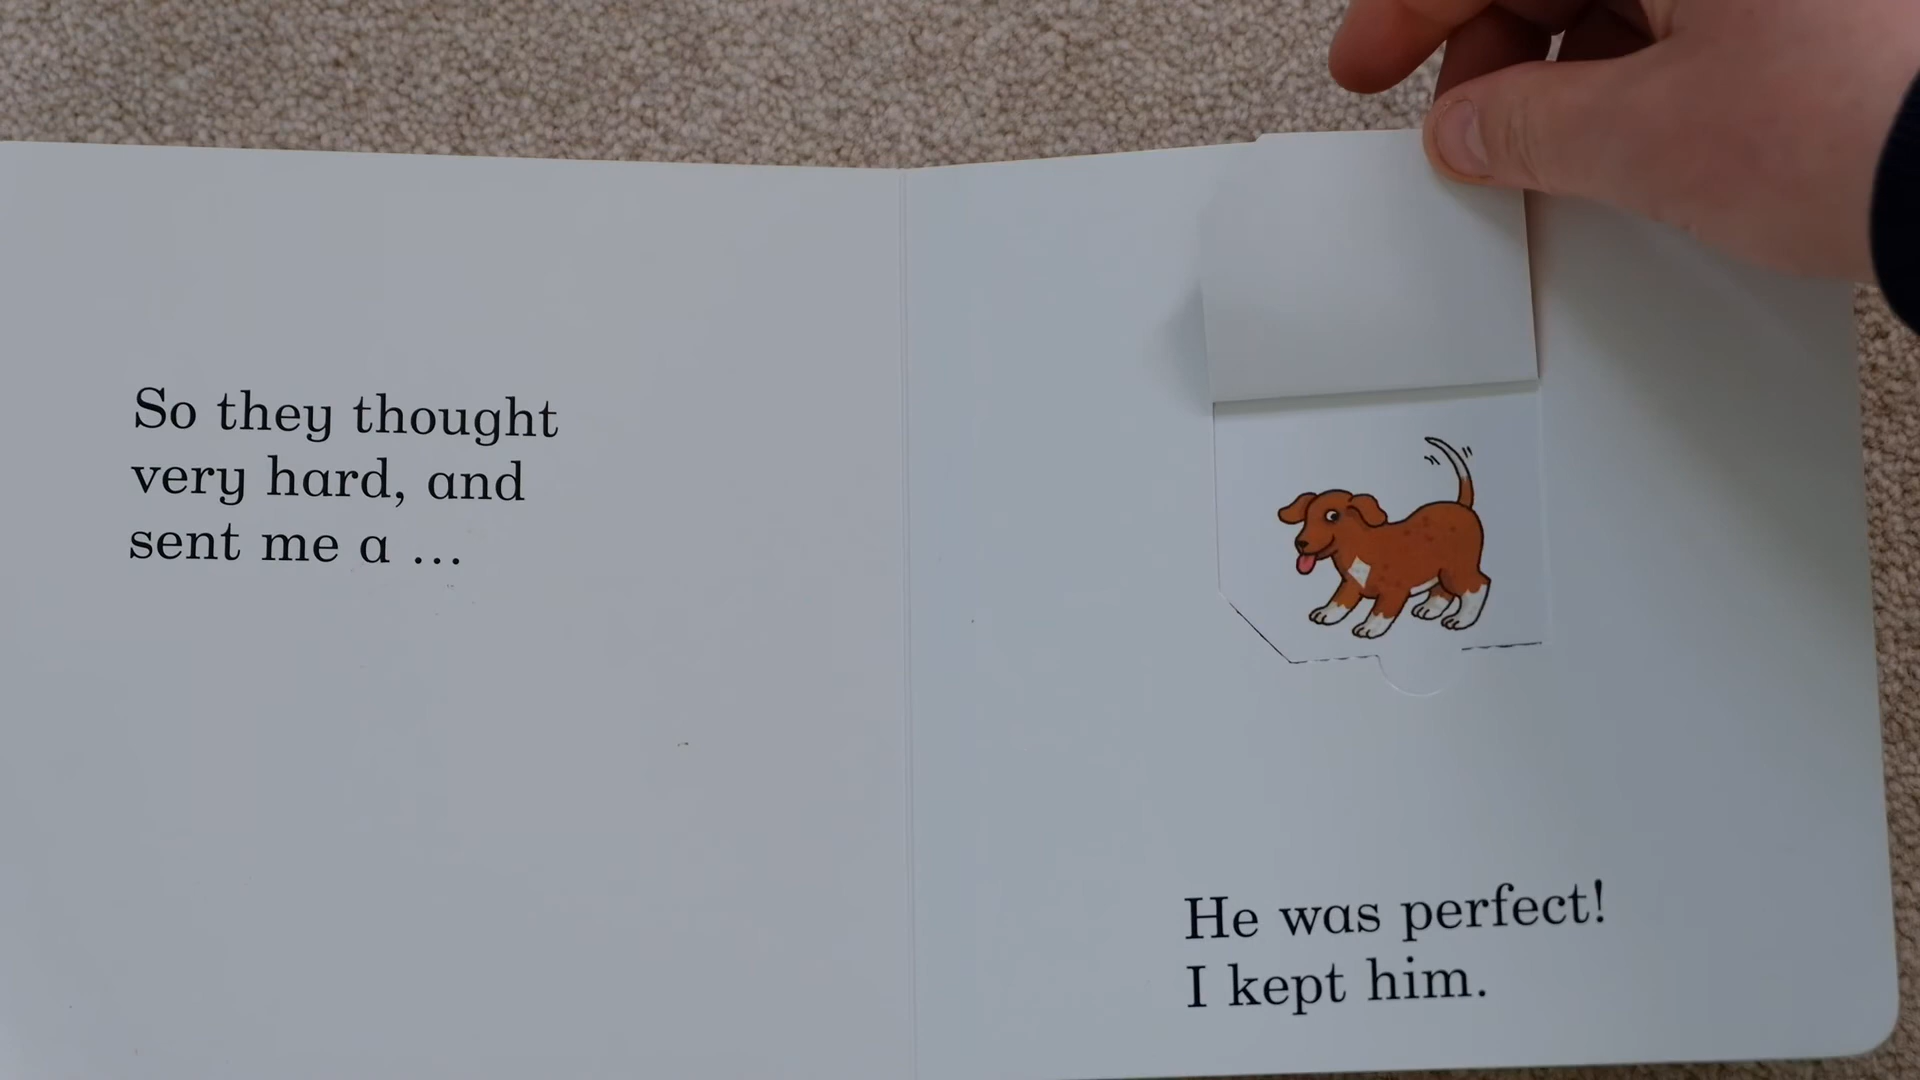 So they thought
very hard, and
sent me a ...
He was perfect!
I kept him.